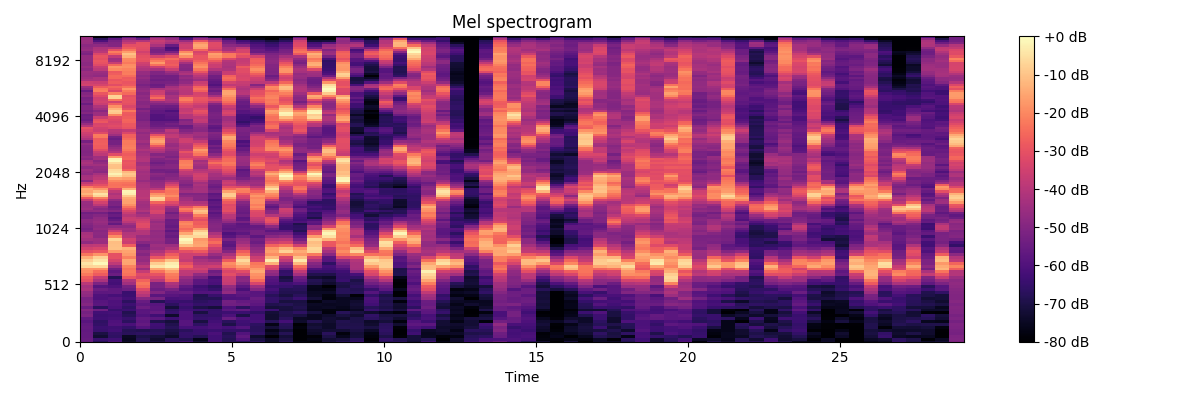 Mel spectrogram
Hz
8192
4096
2048
1024
512
0
0 5 10 15 20 25
Time
+0 dB
-10 dB
-20 dB
-30 dB
-40 dB
-50 dB
-60 dB
-70 dB
-80 dB